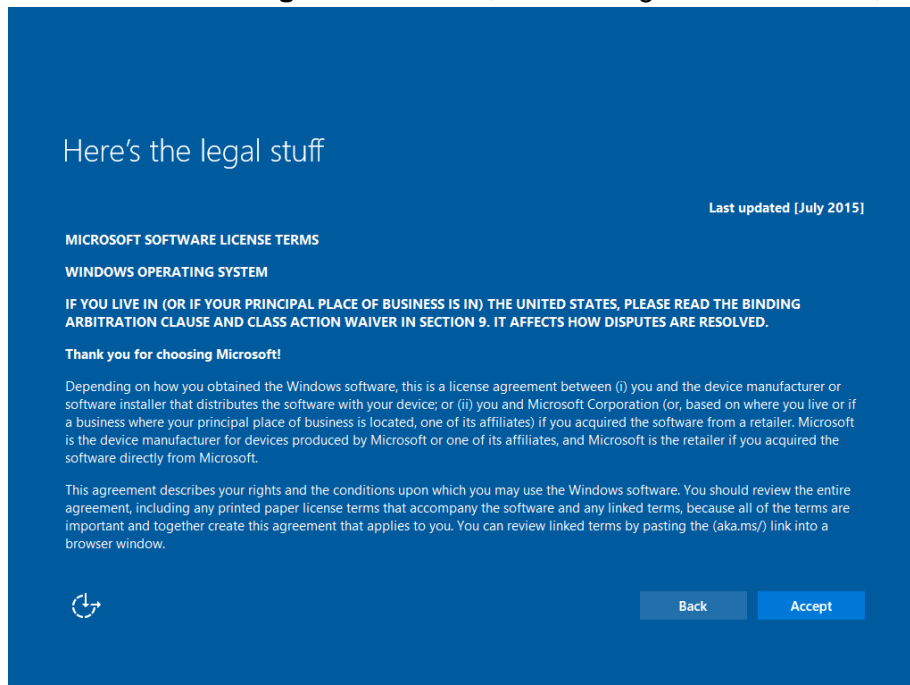 Here's the legal stuff
Last updated [July 2015]
MICROSOFT SOFTWARE LICENSE TERMS
WINDOWS OPERATING SYSTEM
IF YOU LIVE IN (OR IF YOUR PRINCIPAL PLACE OF BUSINESS IS IN) THE UNITED STATES, PLEASE READ THE BINDING
ARBITRATION CLAUSE AND CLASS ACTION WAIVER IN SECTION 9. IT AFFECTS HOW DISPUTES ARE RESOLVED.
Thank you for choosing Microsoft!
Depending on how you obtained the Windows software, this is a license agreement between (i) you and the device manufacturer or
software installer that distributes the software with your device; or (ii) you and Microsoft Corporation (or, based on where you live or if
a business where your principal place of business is located, one of its affiliates) if you acquired the software from a retailer. Microsoft
is the device manufacturer for devices produced by Microsoft or one of its affiliates, and Microsoft is the retailer if you acquired the
software directly from Microsoft.
This agreement describes your rights and the conditions upon which you may use the Windows software. You should review the entire
agreement, including any printed paper license terms that accompany the software and any linked terms, because all of the terms are
important and together create this agreement that applies to you. You can review linked terms by pasting the (aka.ms/) link into a
browser window.
Back
Accept